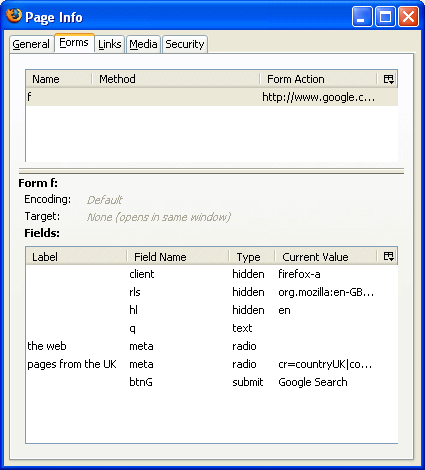 Page Info
General Forms Links Media Security
Name Method Form Action
f http://www.google.c...
Form f:
Encoding: Default
Target: None (opens in same window)
Fields:
Label Field Name Type Current Value
client hidden firefox-a
rls hidden org.mozilla:en-GB...
hl hidden en
q text
the web meta radio
pages from the UK meta radio cr=countryUK|co...
btnG submit Google Search